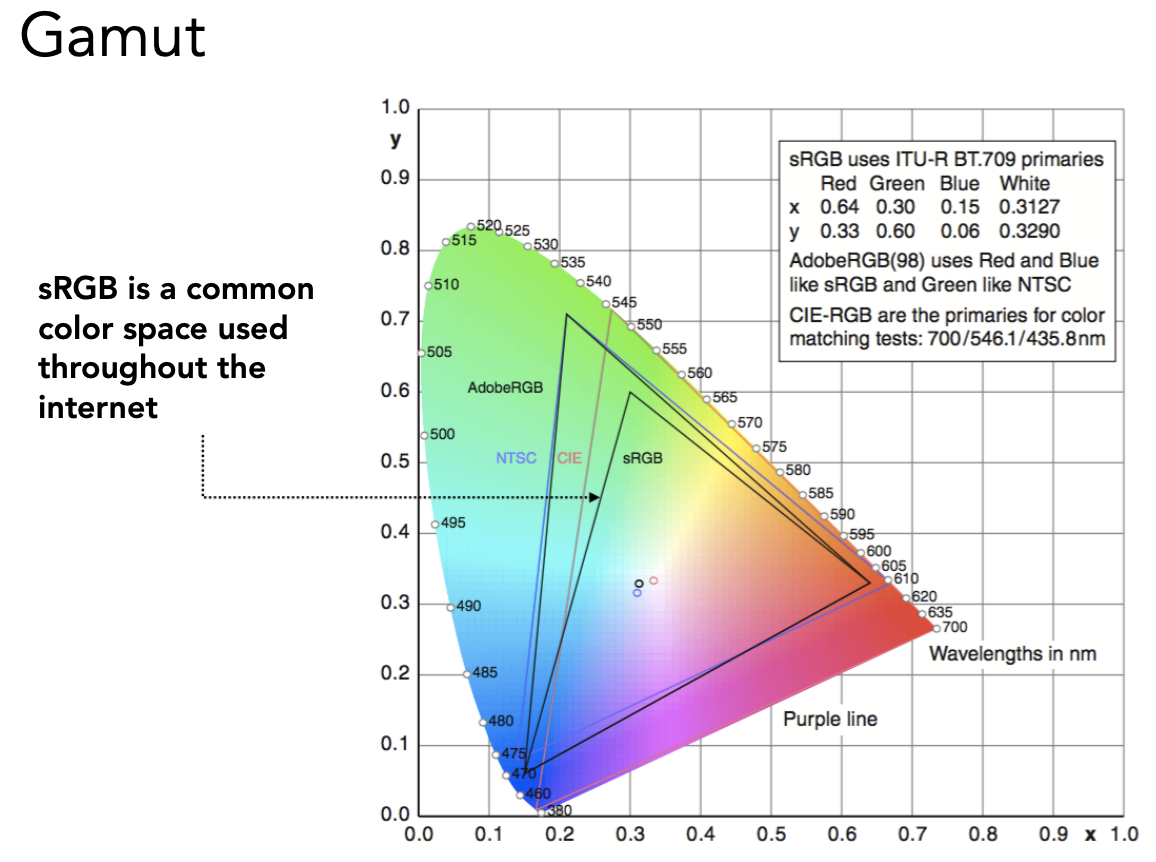 Gamut
sRGB is a common
color space used
throughout the
internet
1.0
y
0.9
0.8
0.7
0.6
0.5
0.4
0.3
0.2
0.1
0.0
0.0 0.1 0.2 0.3 0.4 0.5 0.6 0.7 0.8 0.9 x 1.0
sRGB uses ITU-R BT.709 primaries
Red Green Blue White
x 0.64 0.30 0.15 0.3127
y 0.33 0.60 0.06 0.3290
AdobeRGB(98) uses Red and Blue
like sRGB and Green like NTSC
CIE-RGB are the primaries for color
matching tests: 700/546.1/435.8nm
520
525
515
530
535
540
510
545
550
505
555
560
565
570
500
575
580
585
590
495
595
600
605
610
490
620
635
700
485
480
475
470
460
380
AdobeRGB
NTSC CIE sRGB
Wavelengths in nm
Purple line